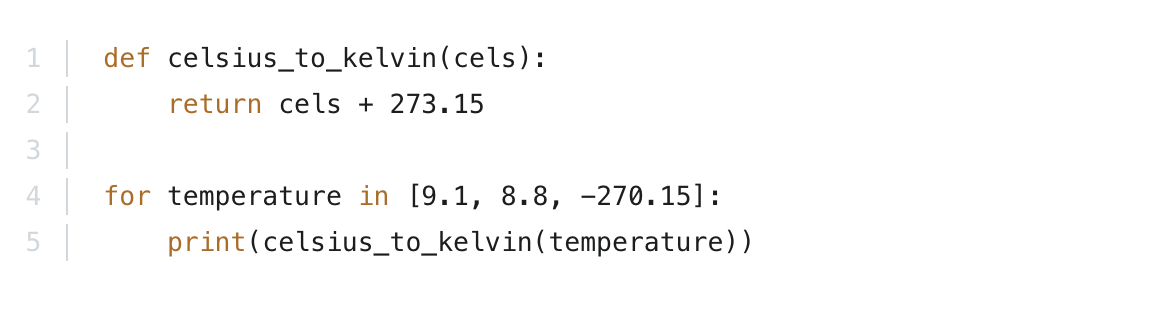 1 def celsius_to_kelvin(cels):
2     return cels + 273.15
3
4 for temperature in [9.1, 8.8, -270.15]:
5     print(celsius_to_kelvin(temperature))